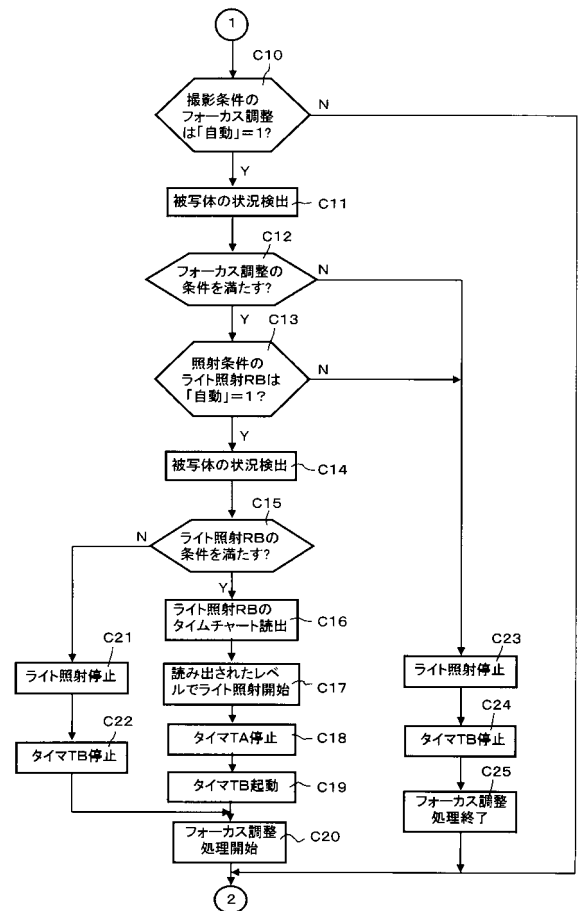 1
C10
撮影条件の
フォーカス調整
は「自動」=1?
N
Y
被写体の状況検出
C11
C12
フォーカス調整の
条件を満たす?
N
Y
C13
照射条件の
ライト照射RBは
「自動」=1?
N
Y
被写体の状況検出
C14
C15
N
ライト照射RBの
条件を満たす?
Y
ライト照射RBの
タイムチャート読出
C16
C21
ライト照射停止
読み出されたレベ
ルでライト照射開始
C17
C23
ライト照射停止
C22
タイマTB停止
タイマTA停止
C18
C24
タイマTB停止
タイマTB起動
C19
C25
フォーカス調整
処理終了
フォーカス調整
処理開始
C20
2